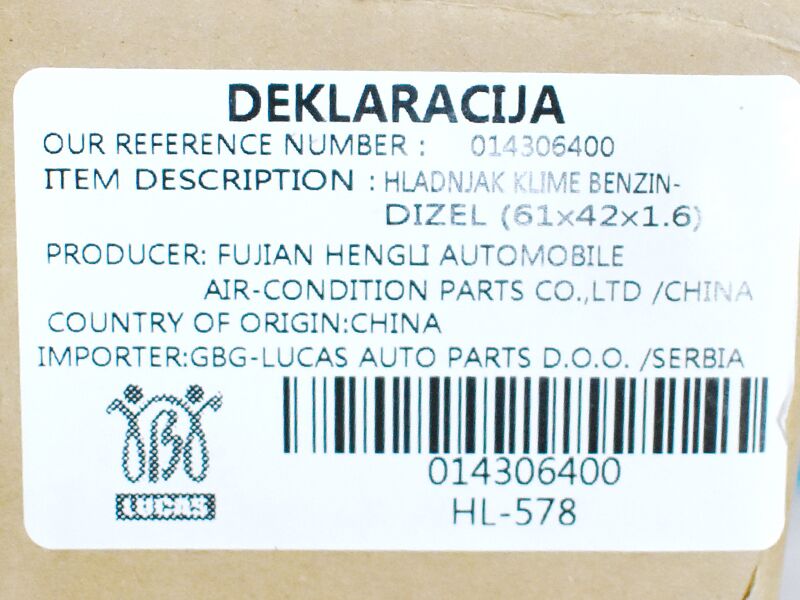 DEKLARACIJA
OUR REFERENCE NUMBER : 014306400
ITEM DESCRIPTION : HLADNJAK KLIME BENZIN-
DIZEL (61x42x1.6)
PRODUCER: FUJIAN HENGLI AUTOMOBILE
AIR-CONDITION PARTS CO.,LTD /CHINA
COUNTRY OF ORIGIN:CHINA
IMPORTER:GBG-LUCAS AUTO PARTS D.O.O. /SERBIA
GBG
LUCAS
014306400
HL-578